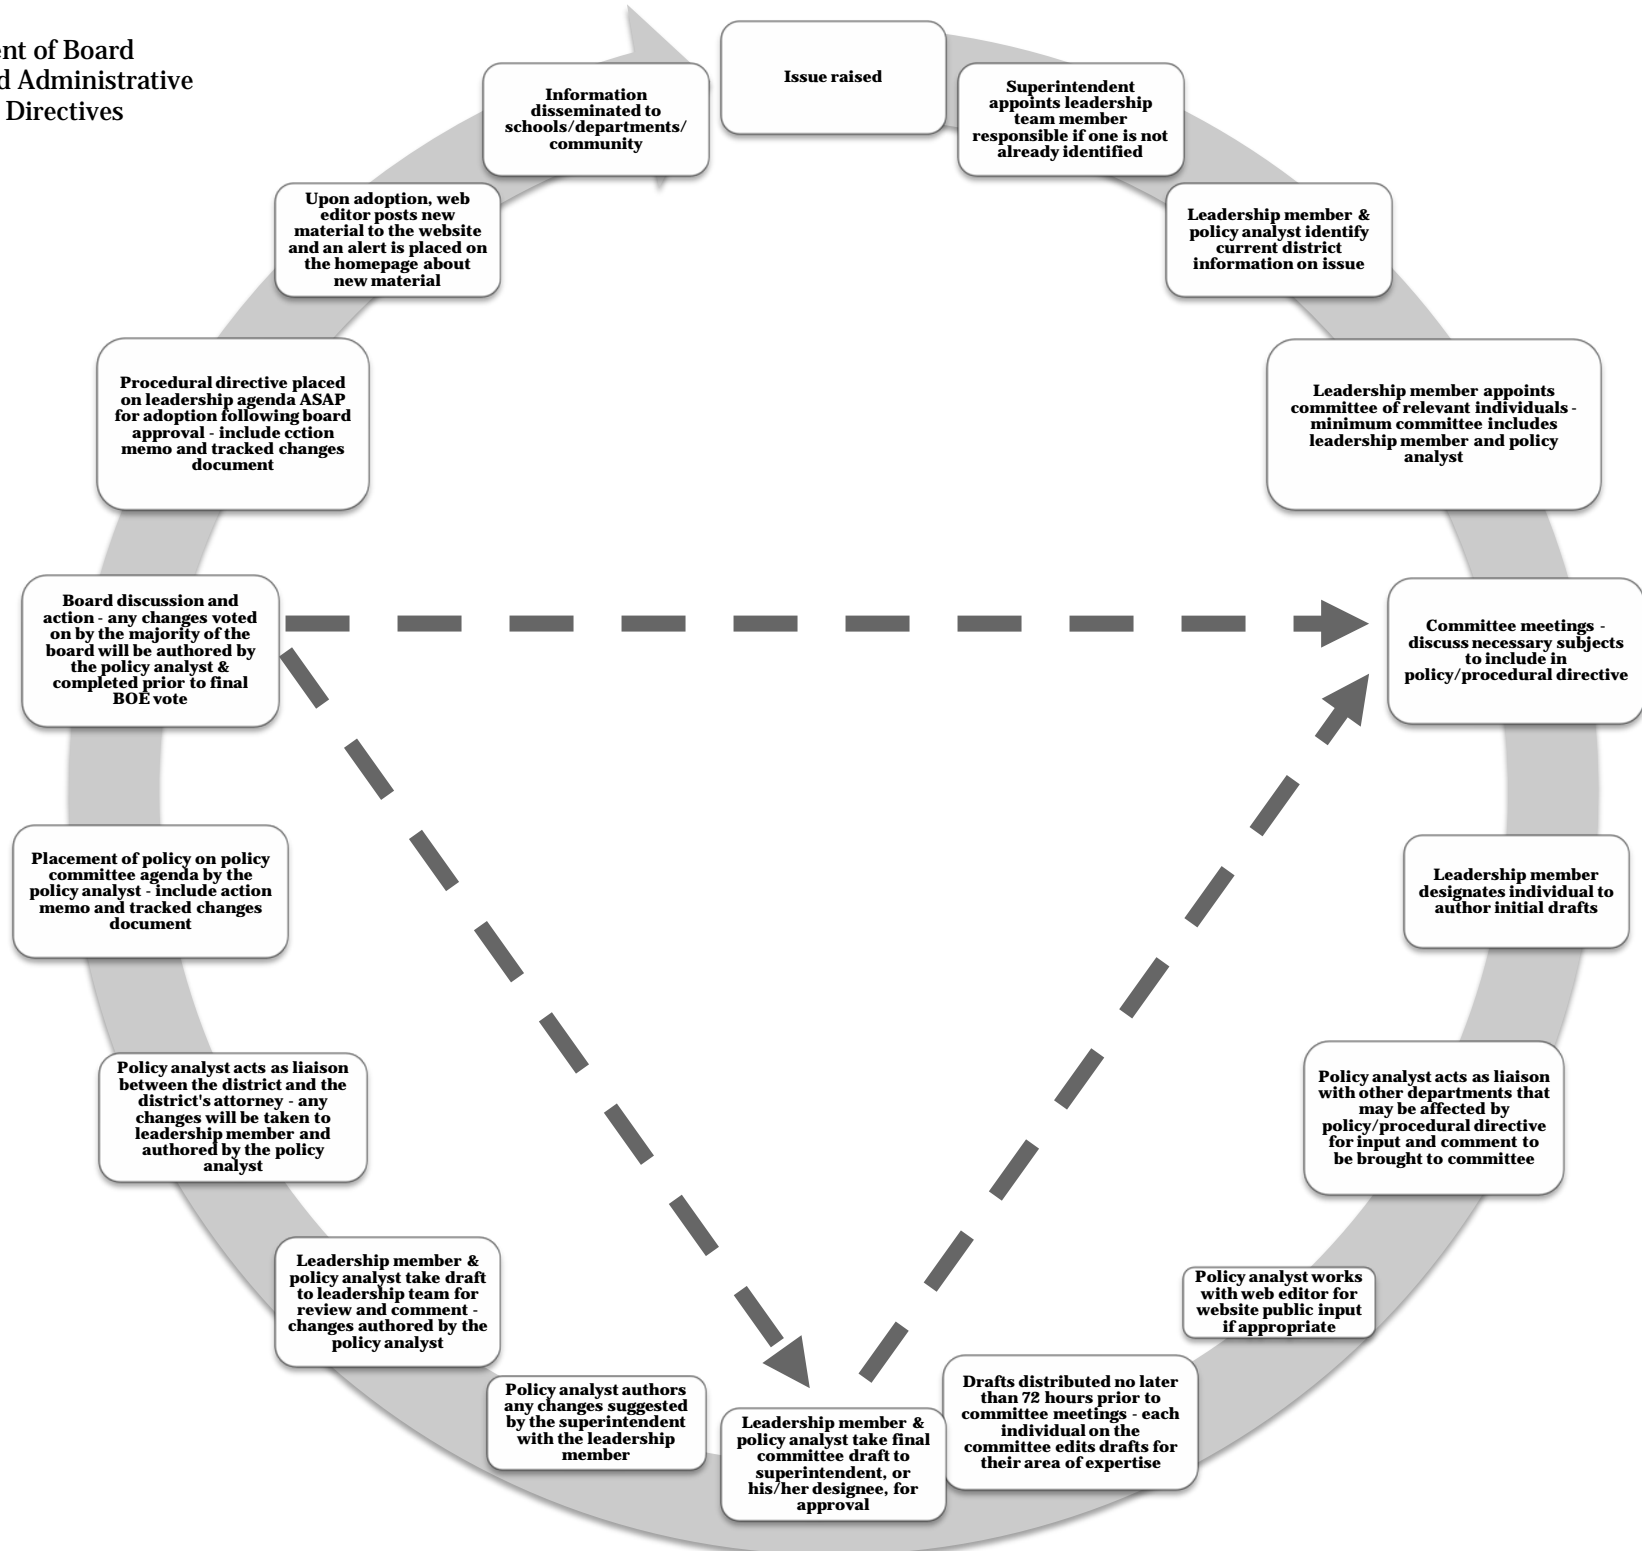 ent of Board
d Administrative
Directives
Issue raised
Superintendent
appoints leadership
team member
responsible if one is not
already identified
Leadership member &
policy analyst identify
current district
information on issue
Leadership member appoints
committee of relevant individuals -
minimum committee includes
leadership member and policy
analyst
Committee meetings -
discuss necessary subjects
to include in
policy/procedural directive
Leadership member
designates individual to
author initial drafts
Policy analyst acts as liaison
with other departments that
may be affected by
policy/procedural directive
for input and comment to
be brought to committee
Policy analyst works
with web editor for
website public input
if appropriate
Drafts distributed no later
than 72 hours prior to
committee meetings - each
individual on the
committee edits drafts for
their area of expertise
Leadership member &
policy analyst take final
committee draft to
superintendent, or
his/her designee, for
approval
Policy analyst authors
any changes suggested
by the superintendent
with the leadership
member
Leadership member &
policy analyst take draft
to leadership team for
review and comment -
changes authored by the
policy analyst
Policy analyst acts as liaison
between the district and the
district's attorney - any
changes will be taken to
leadership member and
authored by the policy
analyst
Placement of policy on policy
committee agenda by the
policy analyst - include action
memo and tracked changes
document
Board discussion and
action - any changes voted
on by the majority of the
board will be authored by
the policy analyst &
completed prior to final
BOE vote
Procedural directive placed
on leadership agenda ASAP
for adoption following board
approval - include cction
memo and tracked changes
document
Upon adoption, web
editor posts new
material to the website
and an alert is placed on
the homepage about
new material
Information
disseminated to
schools/departments/
community